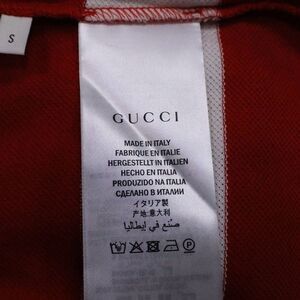 S
GUCCI
MADE IN ITALY
FABRIQUE EN ITALIE
HERGESTELLT IN ITALIEN
HECHO EN ITALIA
PRODUZIDO NA ITALIA
СДЕЛАНО В ИТАЛИИ
イタリア製
产地:意大利
صنع في إيطاليا